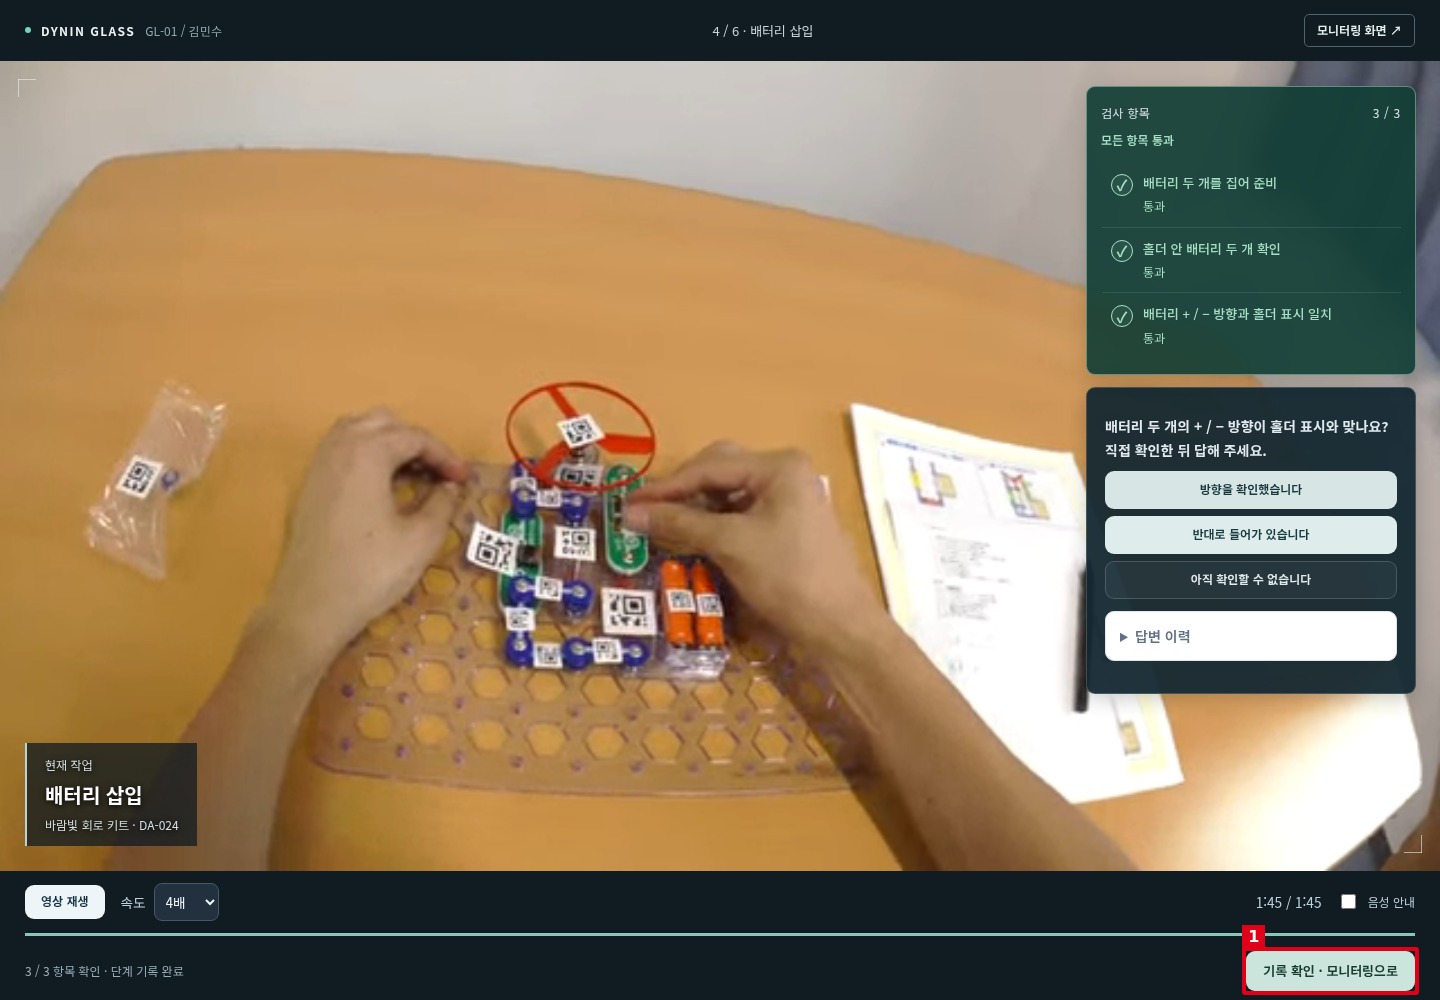 DYNIN GLASS GL-01 / 김민수
4 / 6 · 배터리 삽입
모니터링 화면 ↗
검사 항목 3 / 3
모든 항목 통과
배터리 두 개를 집어 준비
통과
홀더 안 배터리 두 개 확인
통과
배터리 + / − 방향과 홀더 표시 일치
통과
배터리 두 개의 + / − 방향이 홀더 표시와 맞나요?
직접 확인한 뒤 답해 주세요.
방향을 확인했습니다
반대로 들어가 있습니다
아직 확인할 수 없습니다
▶ 답변 이력
현재 작업
배터리 삽입
바람빛 회로 키트 · DA-024
영상 재생 속도 4배 1:45 / 1:45 음성 안내
1
3 / 3 항목 확인 · 단계 기록 완료
기록 확인 · 모니터링으로